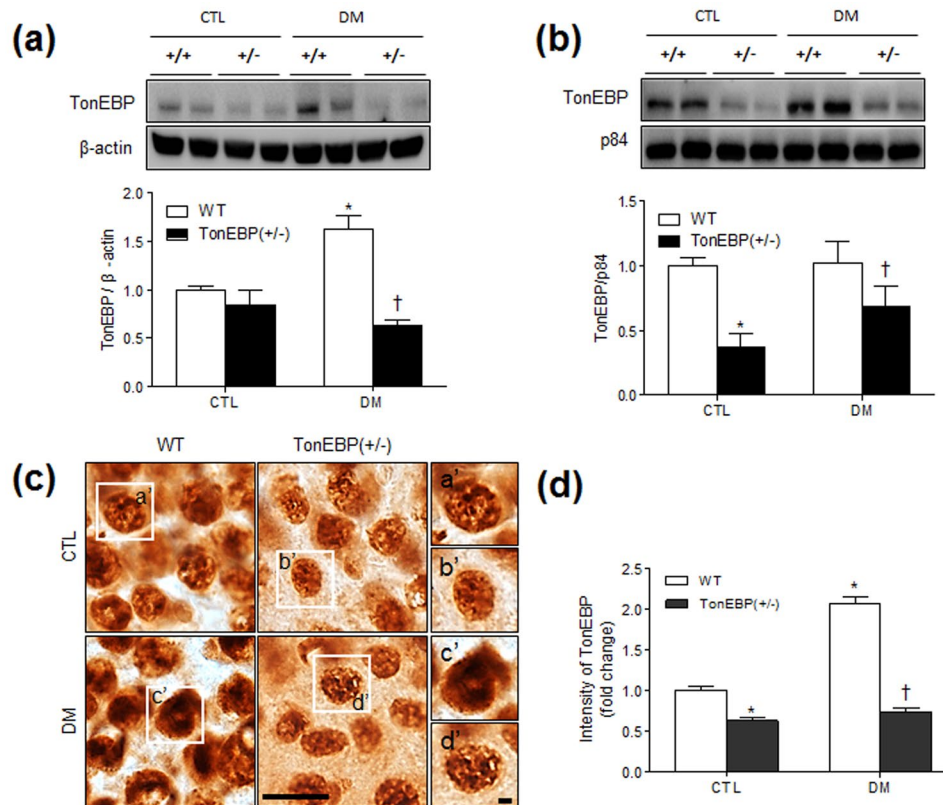 (a)
CTL DM
+/+ +/- +/+ +/-
TonEBP
β-actin
2.0
1.5
1.0
0.5
0.0
TonEBP / β -actin
WT
TonEBP(+/-)
*
†
CTL DM
(b)
CTL DM
+/+ +/- +/+ +/-
TonEBP
p84
1.5
1.0
0.5
0.0
TonEBP/p84
WT
TonEBP(+/-)
*
†
CTL DM
(c)
WT TonEBP(+/-)
CTL
DM
a'
b'
c'
d'
a'
b'
c'
d'
(d)
2.5
2.0
1.5
1.0
0.5
0.0
Intensity of TonEBP
(fold change)
WT
TonEBP(+/-)
*
*
†
CTL DM